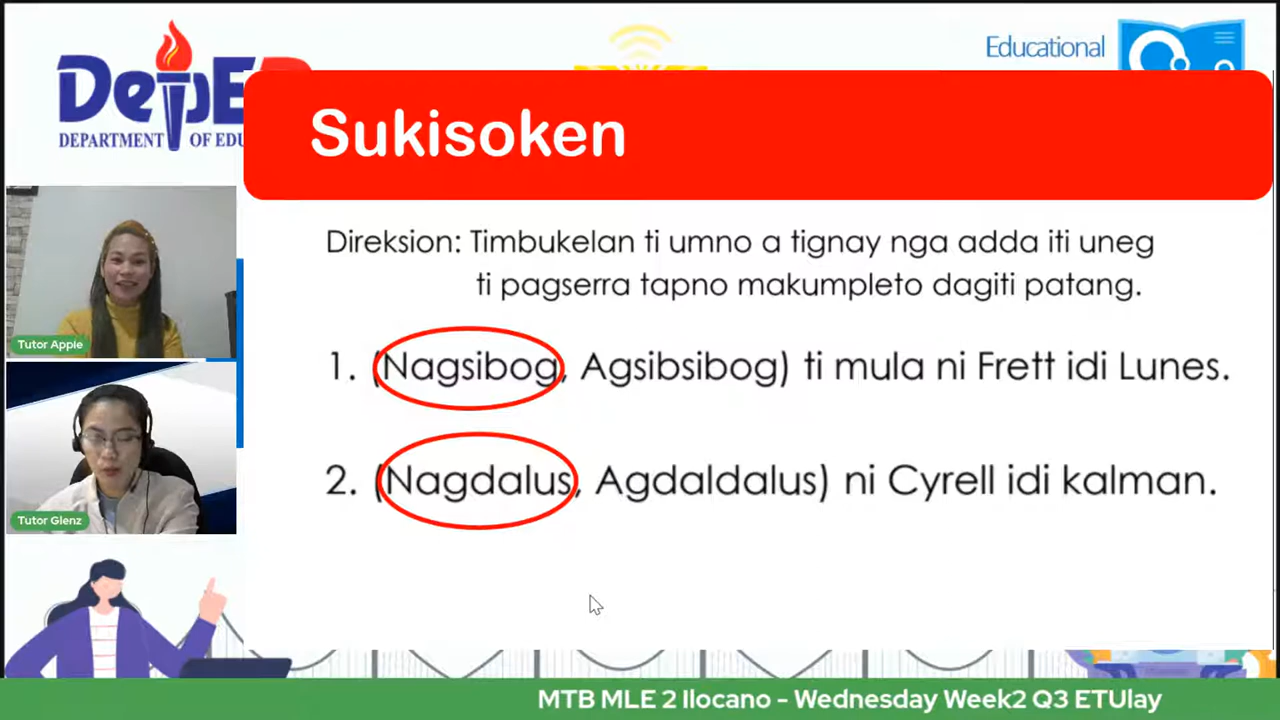 DepE
DEPARTMENT OF EDU
Educational
Sukisoken
Direksion: Timbukelan ti umno a tignay nga adda iti uneg
ti pagserra tapno makumpleto dagiti patang.
1. (Nagsibog, Agsibsibog) ti mula ni Frett idi Lunes.
2. (Nagdalus, Agdaldalus) ni Cyrell idi kalman.
Tutor Apple
Tutor Glenz
MTB MLE 2 Ilocano - Wednesday Week2 Q3 ETUlay